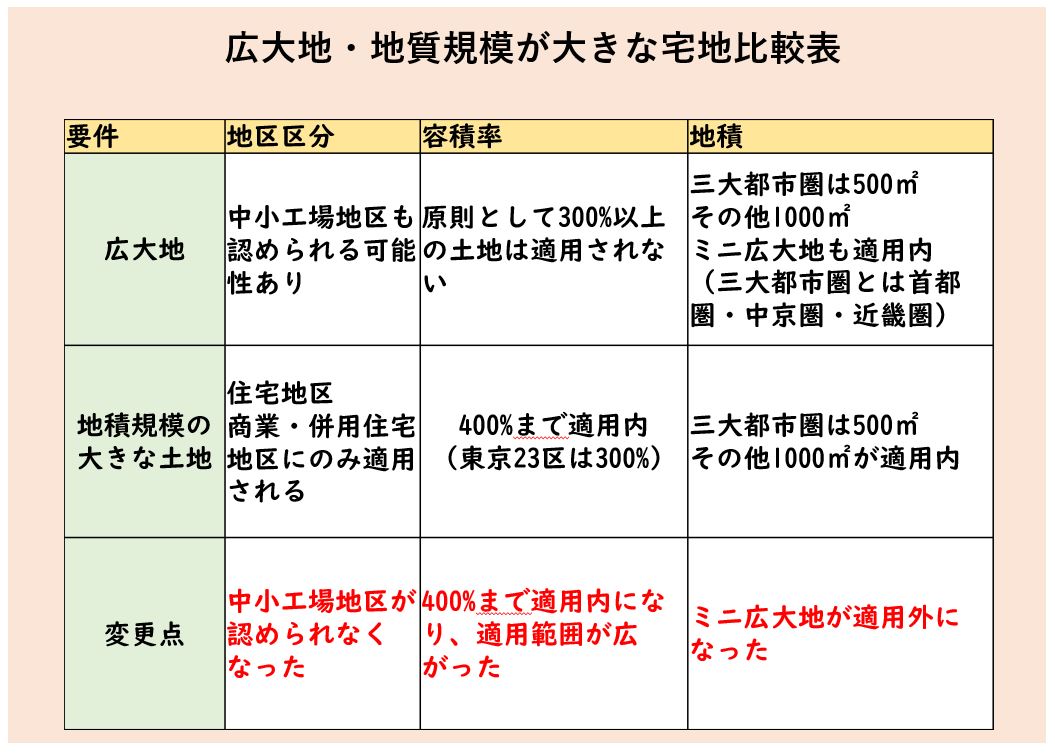 広大地・地質規模が大きな宅地比較表
要件
地区区分
容積率
地積
広大地
中小工場地区も
認められる可能
性あり
原則として300%以上
の土地は適用されな
い
三大都市圏は500㎡
その他1000㎡
ミニ広大地も適用内
（三大都市圏とは首都
圏・中京圏・近畿圏）
地積規模の
大きな土地
住宅地区
商業・併用住宅
地区にのみ適用
される
400%まで適用内
（東京23区は300%）
三大都市圏は500㎡
その他1000㎡が適用内
変更点
中小工場地区が
認められなく
なった
400%まで適用内にな
り、適用範囲が広
がった
ミニ広大地が適用外に
なった